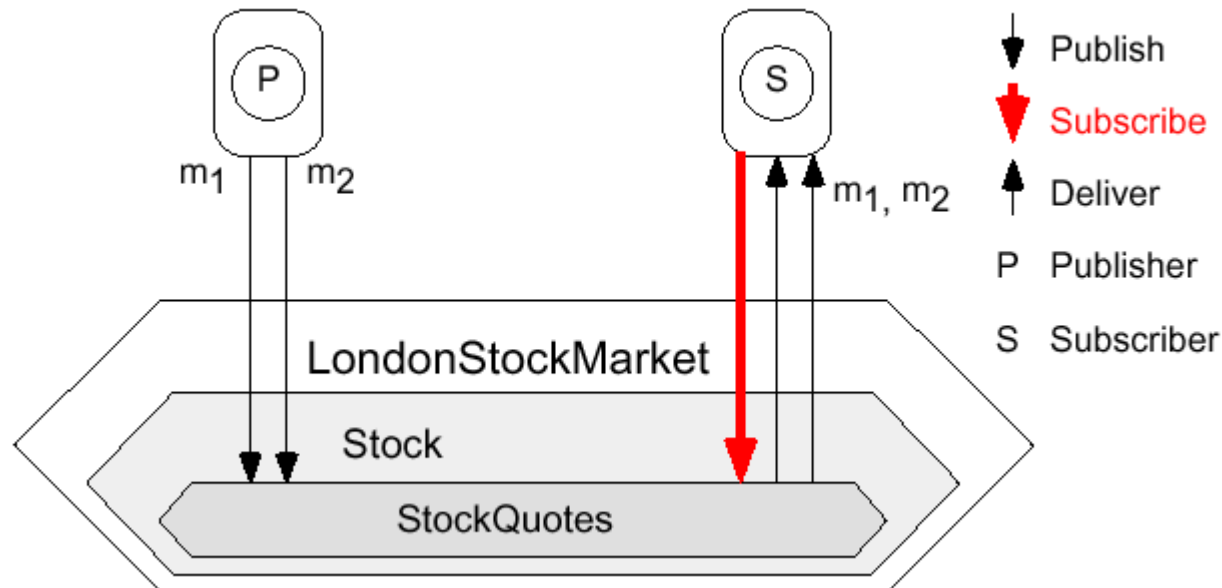 P
S
m1 m2
m1, m2
Publish
Subscribe
Deliver
P Publisher
S Subscriber
LondonStockMarket
Stock
StockQuotes